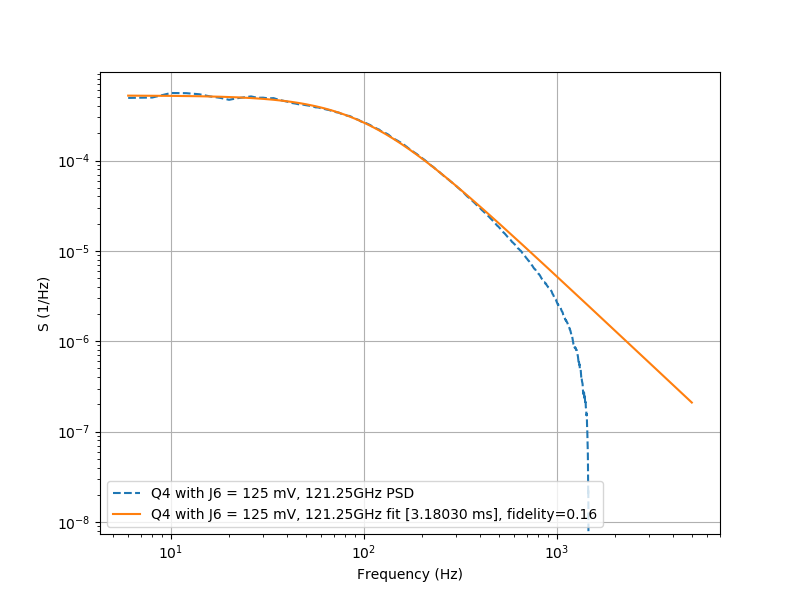 10⁻⁴
10⁻⁵
10⁻⁶
10⁻⁷
10⁻⁸
S (1/Hz)
Q4 with J6 = 125 mV, 121.25GHz PSD
Q4 with J6 = 125 mV, 121.25GHz fit [3.18030 ms], fidelity=0.16
10¹ 10² 10³
Frequency (Hz)